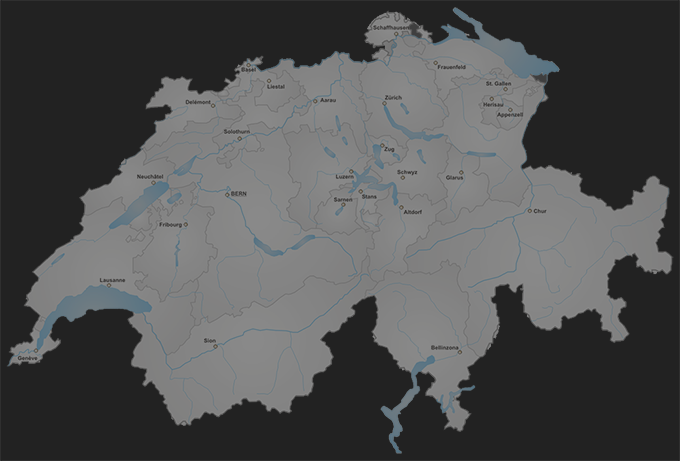 Schaffhausen
Basel
Frauenfeld
Liestal
St. Gallen
Delémont
Aarau
Zürich
Herisau
Appenzell
Solothurn
Zug
Neuchâtel
Luzern
Schwyz
Glarus
BERN
Stans
Sarnen
Altdorf
Chur
Fribourg
Lausanne
Sion
Bellinzona
Genève